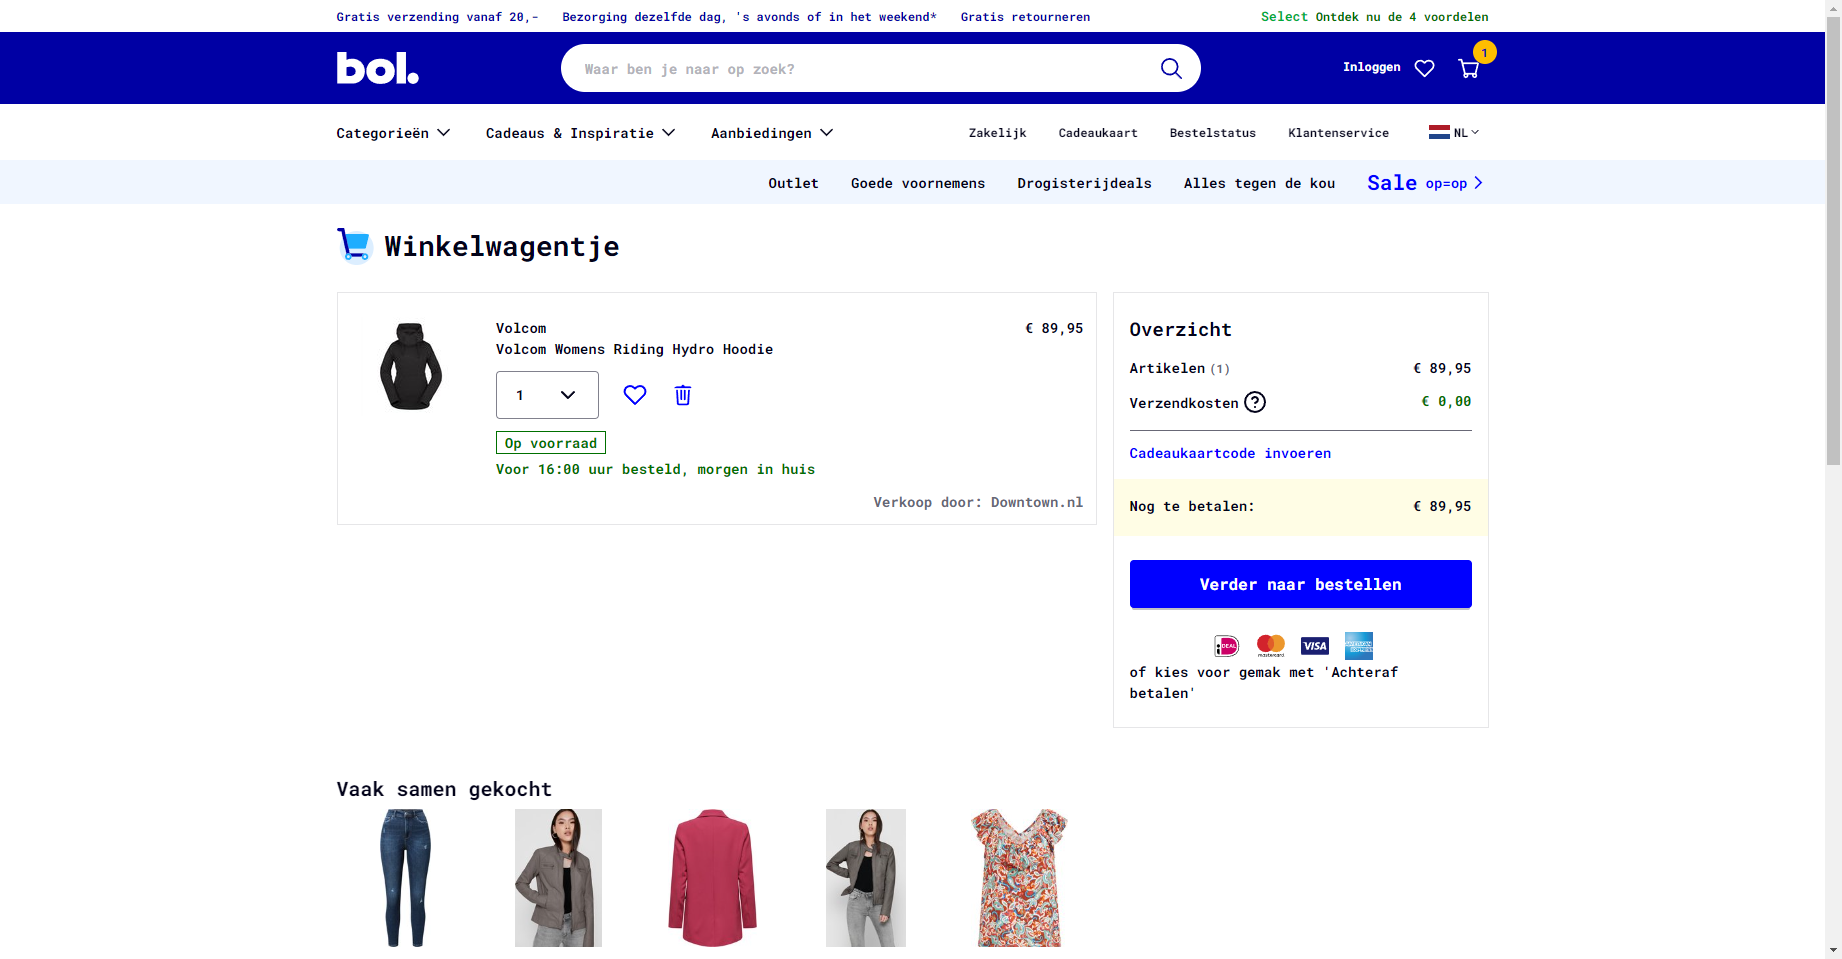 Gratis verzending vanaf 20,- Bezorging dezelfde dag, 's avonds of in het weekend* Gratis retourneren Select Ontdek nu de 4 voordelen
bol. Waar ben je naar op zoek? Inloggen 1
Categorieën Cadeaus & Inspiratie Aanbiedingen Zakelijk Cadeaukaart Bestelstatus Klantenservice NL
Outlet Goede voornemens Drogisterijdeals Alles tegen de kou Sale op=op
Winkelwagentje
Volcom € 89,95
Volcom Womens Riding Hydro Hoodie
1
Op voorraad
Voor 16:00 uur besteld, morgen in huis
Verkoop door: Downtown.nl
Overzicht
Artikelen (1) € 89,95
Verzendkosten ? € 0,00
Cadeaukaartcode invoeren
Nog te betalen: € 89,95
Verder naar bestellen
iDEAL mastercard VISA AMERICAN EXPRESS
of kies voor gemak met 'Achteraf
betalen'
Vaak samen gekocht